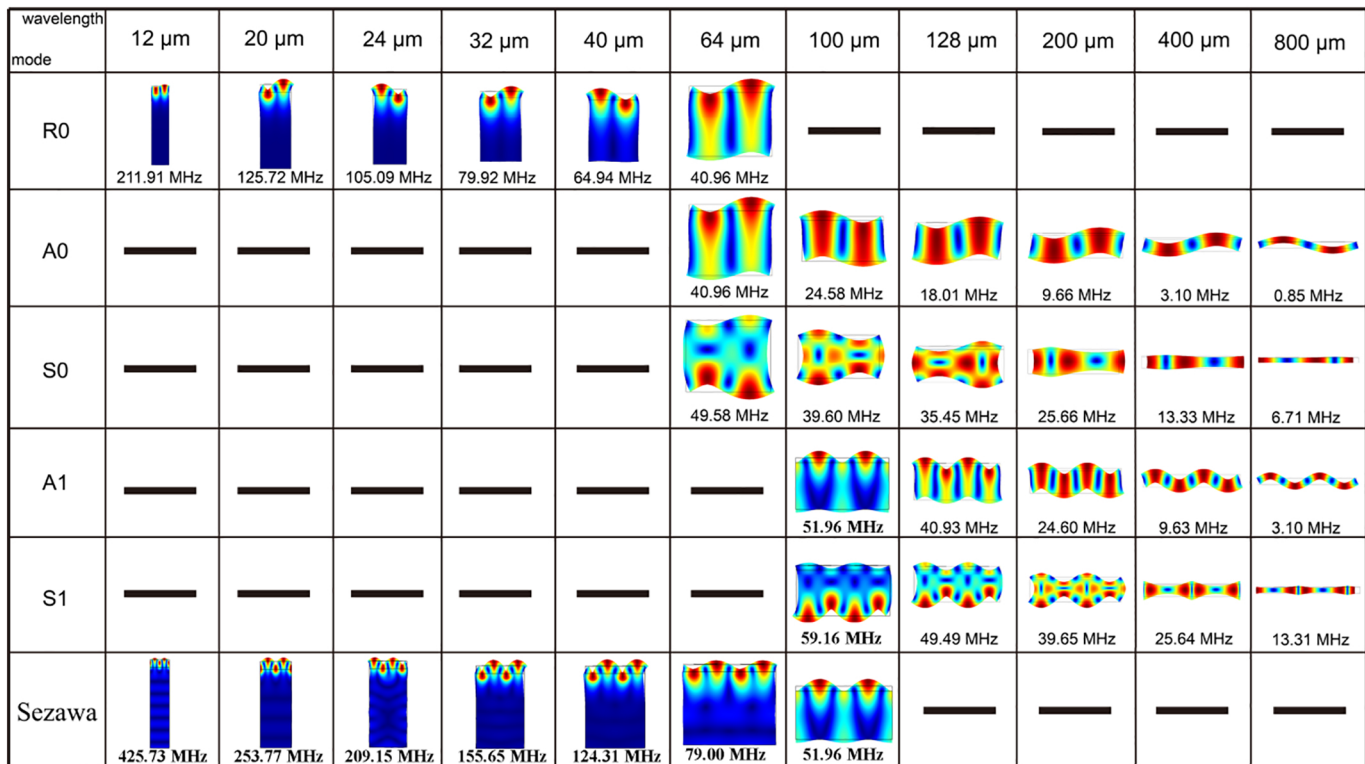 wavelength
mode
12 μm 20 μm 24 μm 32 μm 40 μm 64 μm 100 μm 128 μm 200 μm 400 μm 800 μm
R0
211.91 MHz 125.72 MHz 105.09 MHz 79.92 MHz 64.94 MHz 40.96 MHz
A0
40.96 MHz 24.58 MHz 18.01 MHz 9.66 MHz 3.10 MHz 0.85 MHz
S0
49.58 MHz 39.60 MHz 35.45 MHz 25.66 MHz 13.33 MHz 6.71 MHz
A1
51.96 MHz 40.93 MHz 24.60 MHz 9.63 MHz 3.10 MHz
S1
59.16 MHz 49.49 MHz 39.65 MHz 25.64 MHz 13.31 MHz
Sezawa
425.73 MHz 253.77 MHz 209.15 MHz 155.65 MHz 124.31 MHz 79.00 MHz 51.96 MHz